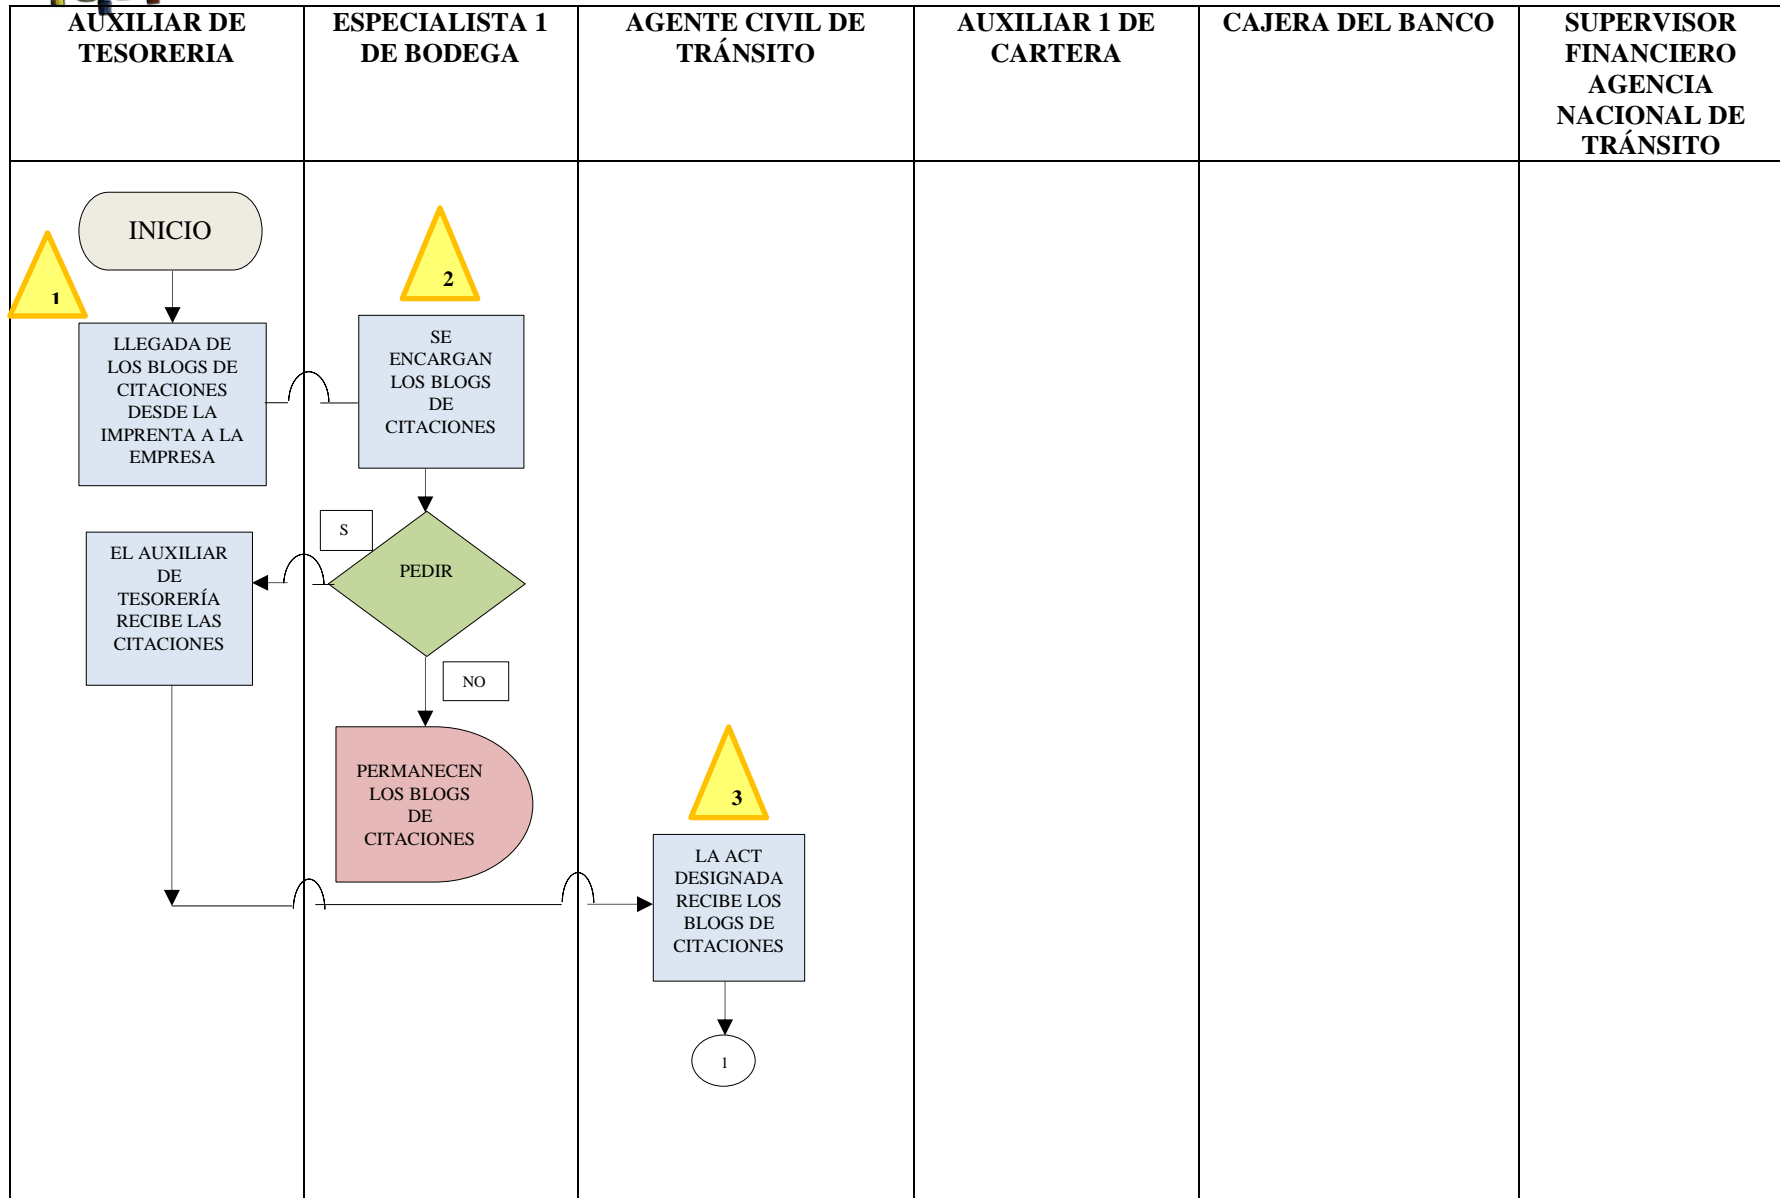 AUXILIAR DE
TESORERIA
ESPECIALISTA 1
DE BODEGA
AGENTE CIVIL DE
TRÁNSITO
AUXILIAR 1 DE
CARTERA
CAJERA DEL BANCO
SUPERVISOR
FINANCIERO
AGENCIA
NACIONAL DE
TRÁNSITO
INICIO
1
2
LLEGADA DE
LOS BLOGS DE
CITACIONES
DESDE LA
IMPRENTA A LA
EMPRESA
SE
ENCARGAN
LOS BLOGS
DE
CITACIONES
S
PEDIR
EL AUXILIAR
DE
TESORERÍA
RECIBE LAS
CITACIONES
NO
PERMANECEN
LOS BLOGS
DE
CITACIONES
3
LA ACT
DESIGNADA
RECIBE LOS
BLOGS DE
CITACIONES
1